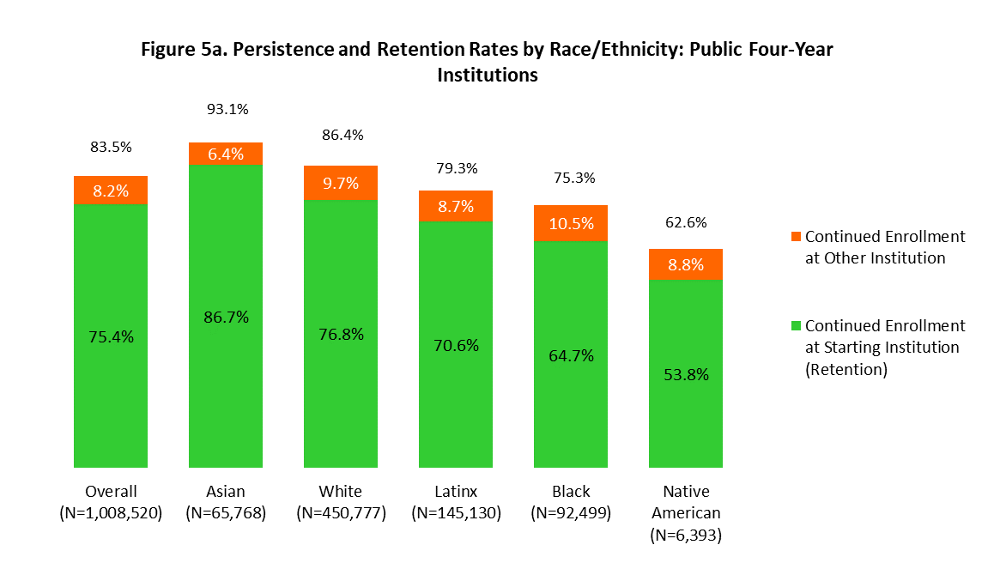 Figure 5a. Persistence and Retention Rates by Race/Ethnicity: Public Four-Year
Institutions
83.5%
93.1%
86.4%
79.3%
75.3%
62.6%
8.2%
6.4%
9.7%
8.7%
10.5%
8.8%
75.4%
86.7%
76.8%
70.6%
64.7%
53.8%
Overall
(N=1,008,520)
Asian
(N=65,768)
White
(N=450,777)
Latinx
(N=145,130)
Black
(N=92,499)
Native
American
(N=6,393)
Continued Enrollment
at Other Institution
Continued Enrollment
at Starting Institution
(Retention)